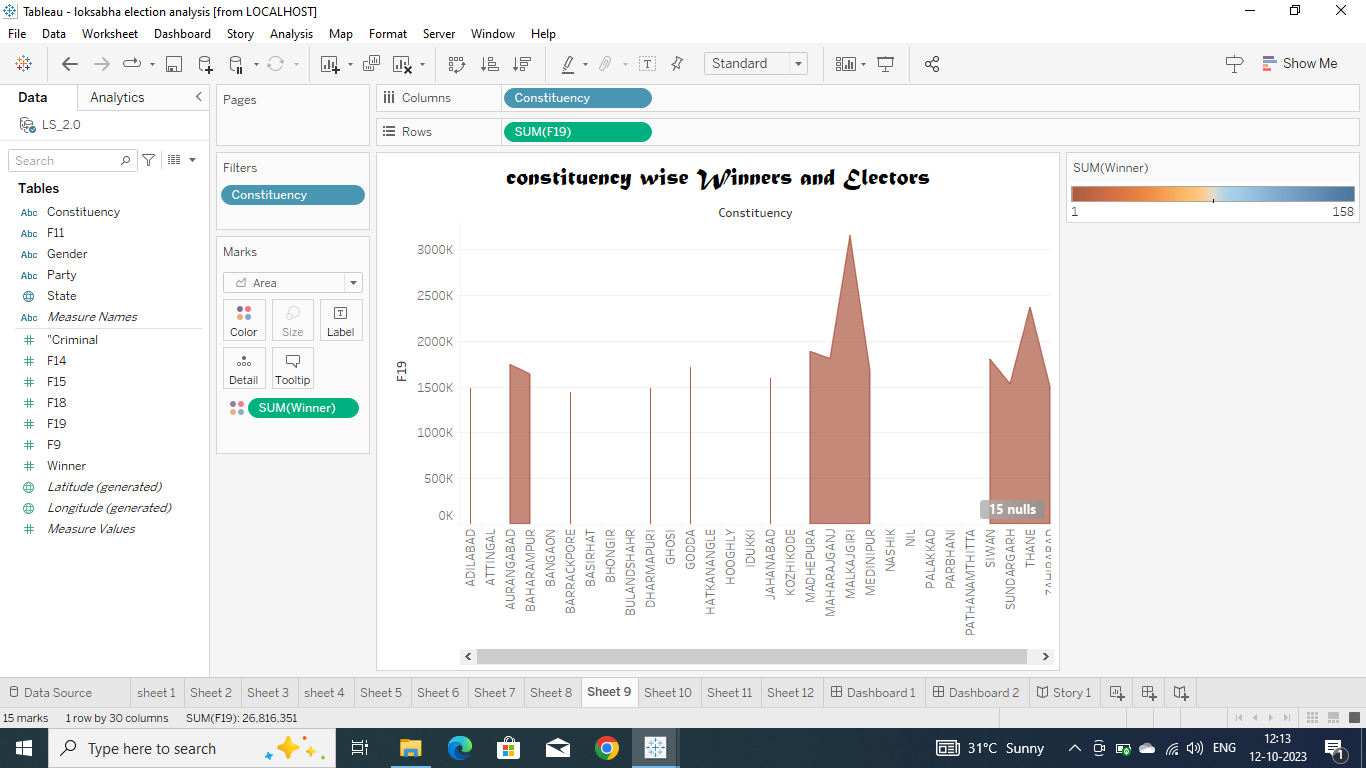 Tableau - loksabha election analysis [from LOCALHOST]
File Data Worksheet Dashboard Story Analysis Map Format Server Window Help
Standard
Show Me
Data Analytics
LS_2.0
Search
Tables
Abc Constituency
Abc F11
Abc Gender
Abc Party
State
Abc Measure Names
# "Criminal
# F14
# F15
# F18
# F19
# F9
# Winner
Latitude (generated)
Longitude (generated)
# Measure Values
Pages
Filters
Constituency
Marks
Area
Color Size Label
Detail Tooltip
SUM(Winner)
Columns Constituency
Rows SUM(F19)
constituency wise Winners and Electors
Constituency
F19
3000K
2500K
2000K
1500K
1000K
500K
0K
15 nulls
ADILABAD
ATTINGAL
AURANGABAD
BAHARAMPUR
BANGAON
BARRACKPORE
BASIRHAT
BHONGIR
BULANDSHAHR
DHARMAPURI
GHOSI
GODDA
HATKANANGLE
HOOGHLY
IDUKKI
JAHANABAD
KOZHIKODE
MADHEPURA
MAHARAJGANJ
MALKAJGIRI
MEDINIPUR
NASHIK
NIL
PALAKKAD
PARBHANI
PATHANAMTHITTA
SIWAN
SUNDARGARH
THANE
ZAHIRABAD
SUM(Winner)
1 158
Data Source sheet 1 Sheet 2 Sheet 3 sheet 4 Sheet 5 Sheet 6 Sheet 7 Sheet 8 Sheet 9 Sheet 10 Sheet 11 Sheet 12 Dashboard 1 Dashboard 2 Story 1
15 marks 1 row by 30 columns SUM(F19): 26,816,351
Type here to search
31°C Sunny
ENG
12:13
12-10-2023
1